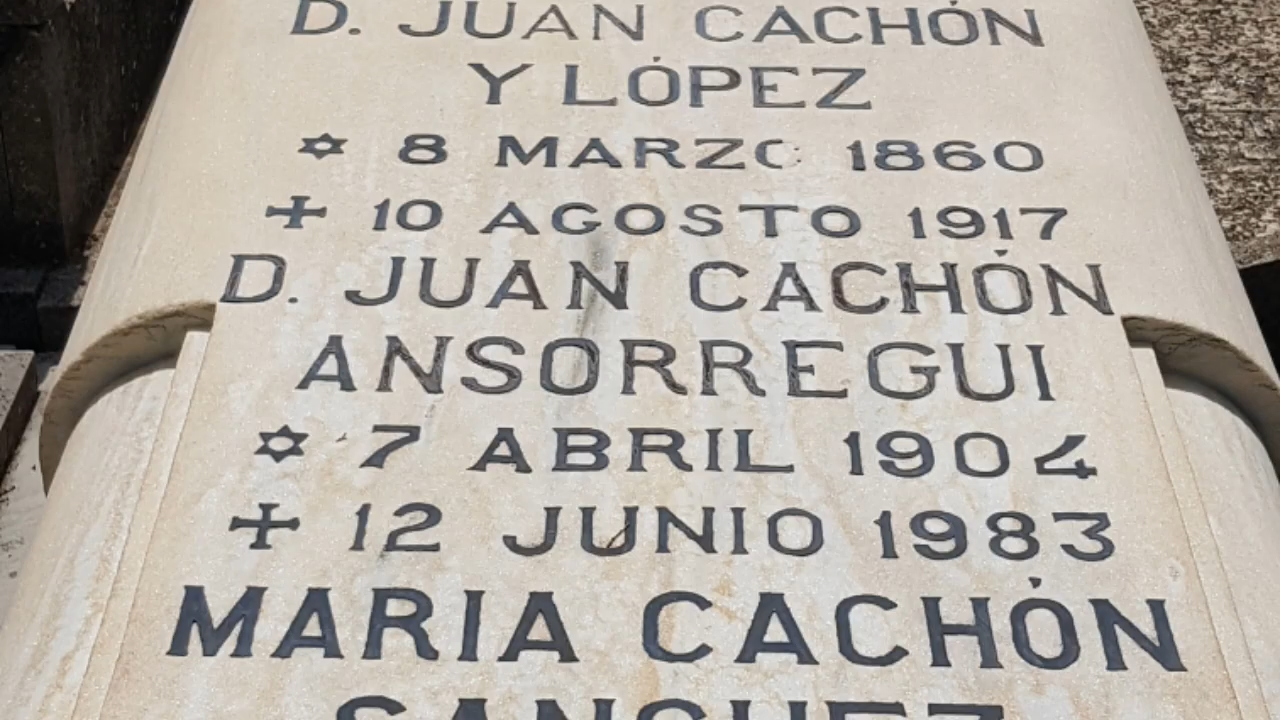 D. JUAN CACHÓN
Y LÓPEZ
✡ 8 MARZO 1860
✝ 10 AGOSTO 1917
D. JUAN CACHÓN
ANSORREGUI
✡ 7 ABRIL 1904
✝ 12 JUNIO 1983
MARIA CACHÓN
SANCHEZ